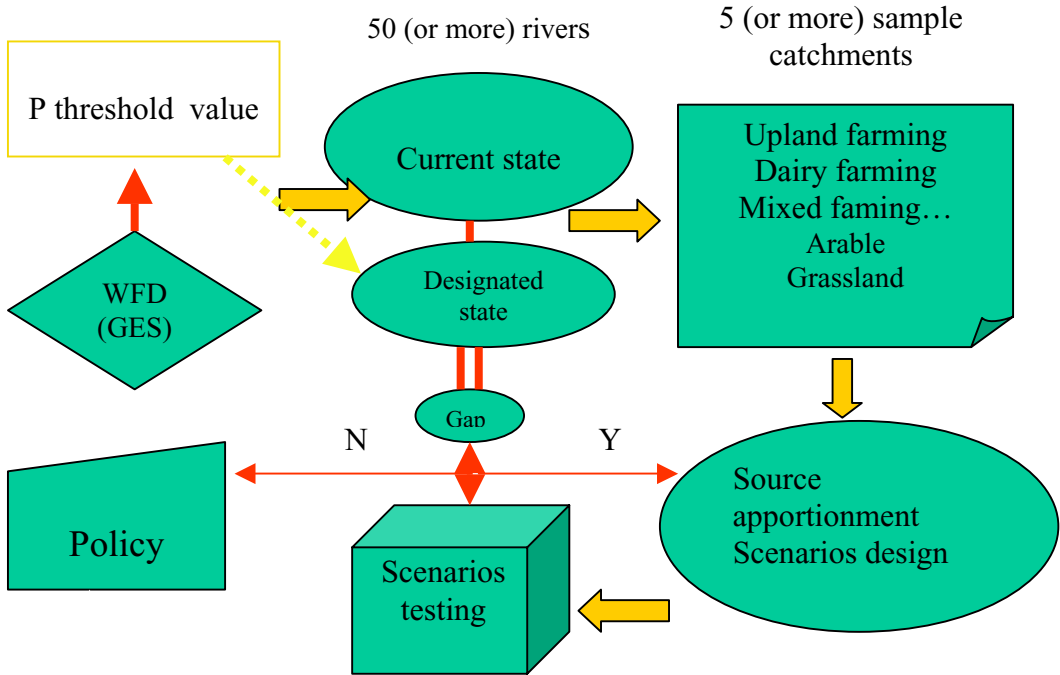 50 (or more) rivers
5 (or more) sample
catchments
P threshold value
Current state
Upland farming
Dairy farming
Mixed faming…
Arable
Grassland
WFD
(GES)
Designated
state
Gap
N
Y
Policy
Scenarios
testing
Source
apportionment
Scenarios design